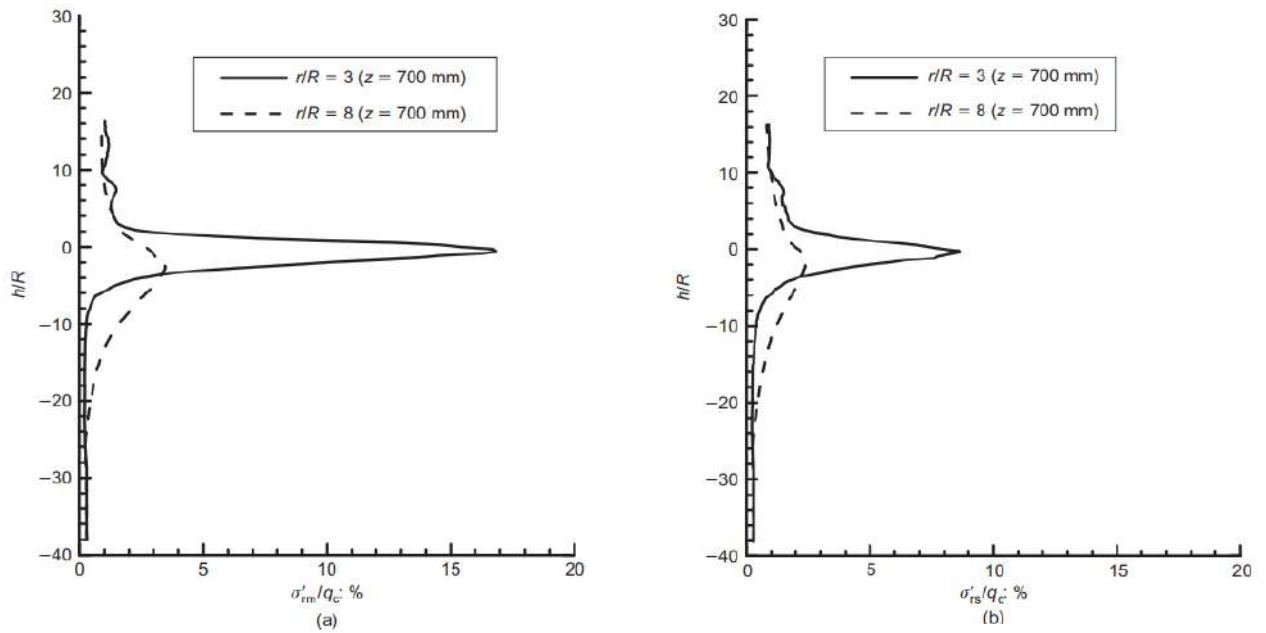 30
20
10
0
−10
−20
−30
−40
h/R
r/R = 3 (z = 700 mm)
r/R = 8 (z = 700 mm)
0 5 10 15 20
σ′rm/qc: %
(a)
30
20
10
0
−10
−20
−30
−40
h/R
r/R = 3 (z = 700 mm)
r/R = 8 (z = 700 mm)
0 5 10 15 20
σ′rs/qc: %
(b)